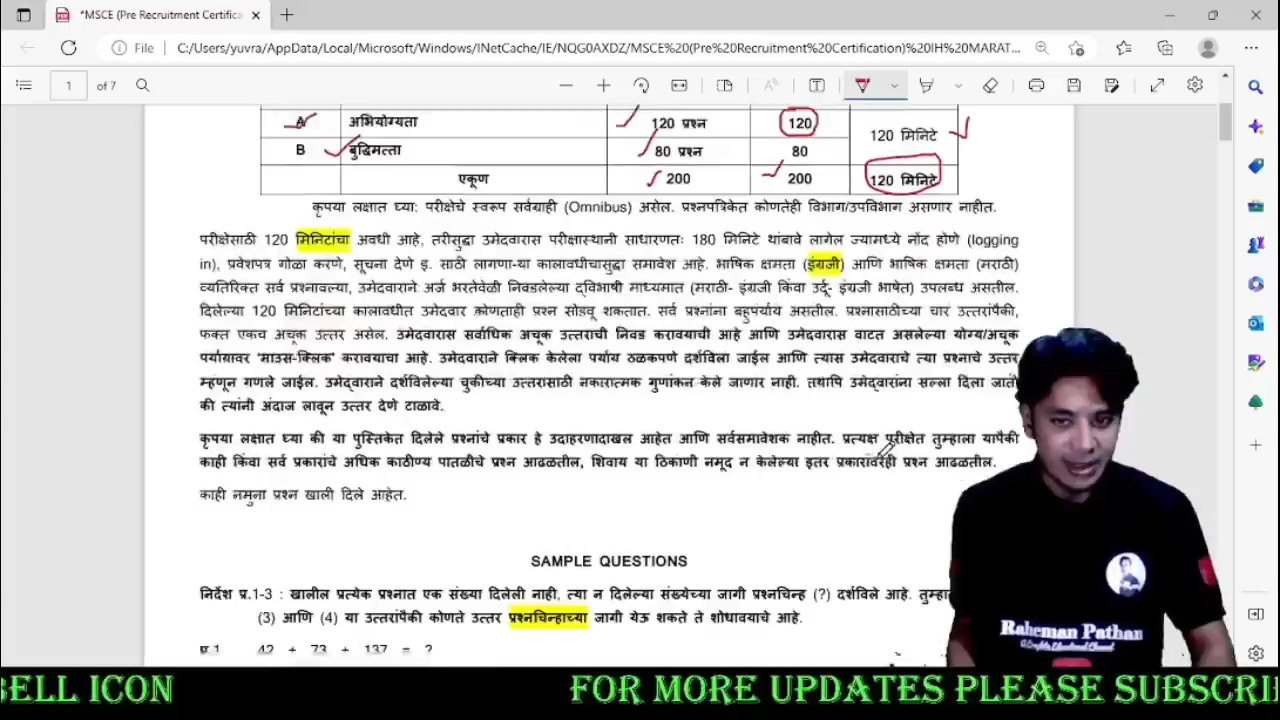 *MSCE (Pre Recruitment Certifica
File
C:/Users/yuvra/AppData/Local/Microsoft/Windows/INetCache/IE/NQG0AXDZ/MSCE%20(Pre%20Recruitment%20Certification)%20IH%20MARAT...
1 of 7
A अभियोग्यता 120 प्रश्न 120 120 मिनिटे
B बुद्धिमत्ता 80 प्रश्न 80
एकूण 200 200 120 मिनिटे
कृपया लक्षात घ्या: परीक्षेचे स्वरूप सर्वग्राही (Omnibus) असेल. प्रश्नपत्रिकेत कोणतेही विभाग/उपविभाग असणार नाहीत.
परीक्षेसाठी 120 मिनिटांचा अवधी आहे, तरीसुद्धा उमेदवारास परीक्षास्थानी साधारणतः 180 मिनिटे थांबावे लागेल ज्यामध्ये नोंद होणे (logging
in), प्रवेशपत्र गोळा करणे, सूचना देणे इ. साठी लागणा-या कालावधीचासुद्धा समावेश आहे. भाषिक क्षमता (इंग्रजी) आणि भाषिक क्षमता (मराठी)
व्यतिरिक्त सर्व प्रश्नावल्या, उमेदवाराने अर्ज भरतेवेळी निवडलेल्या द्विभाषी माध्यमात (मराठी- इंग्रजी किंवा उर्दू- इंग्रजी भाषेत) उपलब्ध असतील.
दिलेल्या 120 मिनिटांच्या कालावधीत उमेदवार कोणताही प्रश्न सोडवू शकतात. सर्व प्रश्नांना बहुपर्याय असतील. प्रश्नासाठीच्या चार उत्तरांपैकी,
फक्त एकच अचूक उत्तर असेल. उमेदवारास सर्वाधिक अचूक उत्तराची निवड करावयाची आहे आणि उमेदवारास वाटत असलेल्या योग्य/अचूक
पर्यायावर 'माउस-क्लिक' करावयाचा आहे. उमेदवाराने क्लिक केलेला पर्याय ठळकपणे दर्शविला जाईल आणि त्यास उमेदवाराचे त्या प्रश्नाचे उत्तर
म्हणून गणले जाईल. उमेद्वाराने दर्शविलेल्या चुकीच्या उत्तरासाठी नकारात्मक गुणांकन केले जाणार नाही. तथापि उमेद्वारांना सल्ला दिला जातो
की त्यांनी अंदाज लावून उत्तर देणे टाळावे.
कृपया लक्षात घ्या की या पुस्तिकेत दिलेले प्रश्नांचे प्रकार हे उदाहरणादाखल आहेत आणि सर्वसमावेशक नाहीत. प्रत्यक्ष परीक्षेत तुम्हाला यापैकी
काही किंवा सर्व प्रकारांचे अधिक काठीण्य पातळीचे प्रश्न आढळतील, शिवाय या ठिकाणी नमूद न केलेल्या इतर प्रकारावरही प्रश्न आढळतील.
काही नमुना प्रश्न खाली दिले आहेत.
SAMPLE QUESTIONS
निर्देश प्र.1-3 : खालील प्रत्येक प्रश्नात एक संख्या दिलेली नाही, त्या न दिलेल्या संख्येच्या जागी प्रश्नचिन्ह (?) दर्शविले आहे. तुम्हा
(3) आणि (4) या उत्तरांपैकी कोणते उत्तर प्रश्नचिन्हाच्या जागी येऊ शकते ते शोधावयाचे आहे.
प्र.1 42 + 73 + 137 = ?
Raheman Pathan
BELL ICON FOR MORE UPDATES PLEASE SUBSCRI